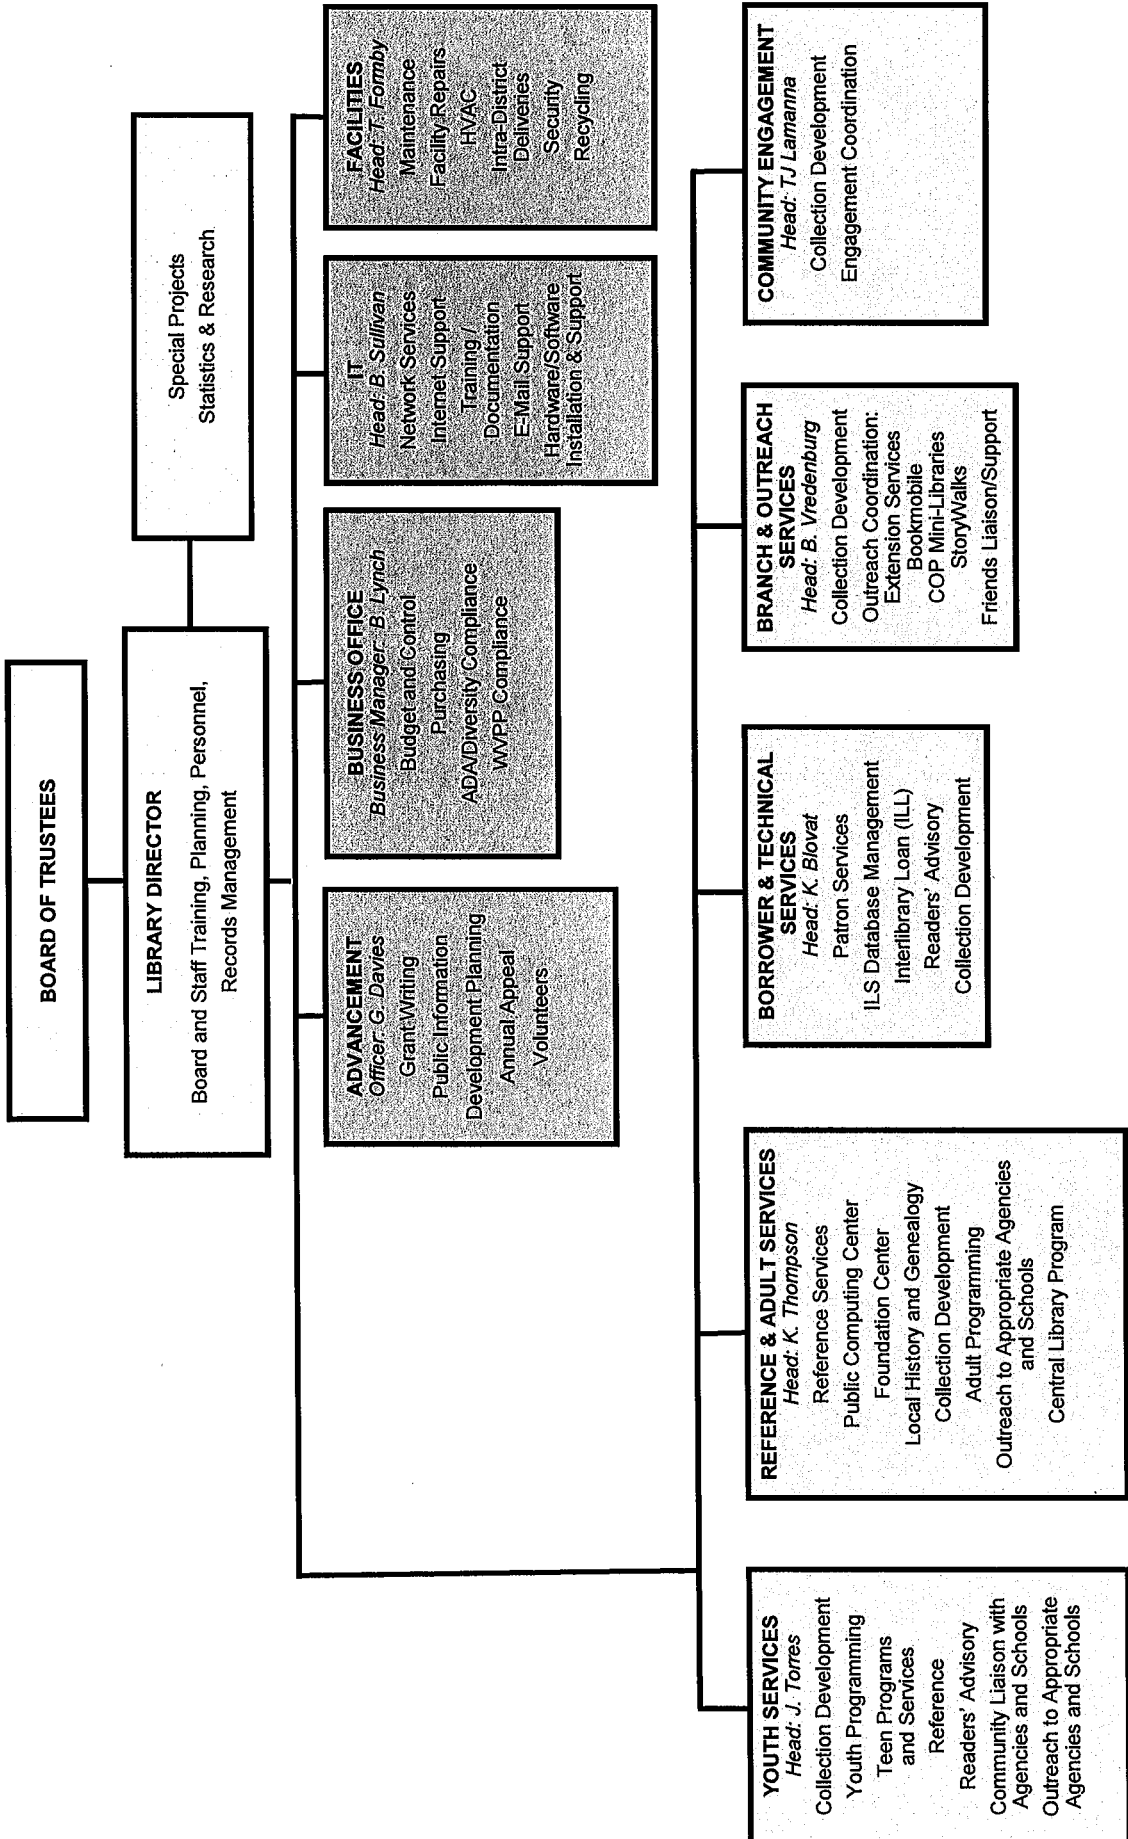 BOARD OF TRUSTEES
LIBRARY DIRECTOR
Board and Staff Training, Planning, Personnel,
Records Management
Special Projects
Statistics & Research
ADVANCEMENT
Officer: G. Davies
Grant Writing
Public Information
Development Planning
Annual Appeal
Volunteers
BUSINESS OFFICE
Business Manager: B. Lynch
Budget and Control
Purchasing
ADA/Diversity Compliance
WVPP Compliance
IT
Head: B. Sullivan
Network Services
Internet Support
Training /
Documentation
E-Mail Support
Hardware/Software
Installation & Support
FACILITIES
Head: T. Formby
Maintenance
Facility Repairs
HVAC
Intra-District
Deliveries
Security
Recycling
YOUTH SERVICES
Head: J. Torres
Collection Development
Youth Programming
Teen Programs
and Services
Reference
Readers' Advisory
Community Liaison with
Agencies and Schools
Outreach to Appropriate
Agencies and Schools
REFERENCE & ADULT SERVICES
Head: K. Thompson
Reference Services
Public Computing Center
Foundation Center
Local History and Genealogy
Collection Development
Adult Programming
Outreach to Appropriate Agencies
and Schools
Central Library Program
BORROWER & TECHNICAL
SERVICES
Head: K. Blovat
Patron Services
ILS Database Management
Interlibrary Loan (ILL)
Readers' Advisory
Collection Development
BRANCH & OUTREACH
SERVICES
Head: B. Vredenburg
Collection Development
Outreach Coordination:
Extension Services
Bookmobile
COP Mini-Libraries
StoryWalks
Friends Liaison/Support
COMMUNITY ENGAGEMENT
Head: TJ Lamanna
Collection Development
Engagement Coordination